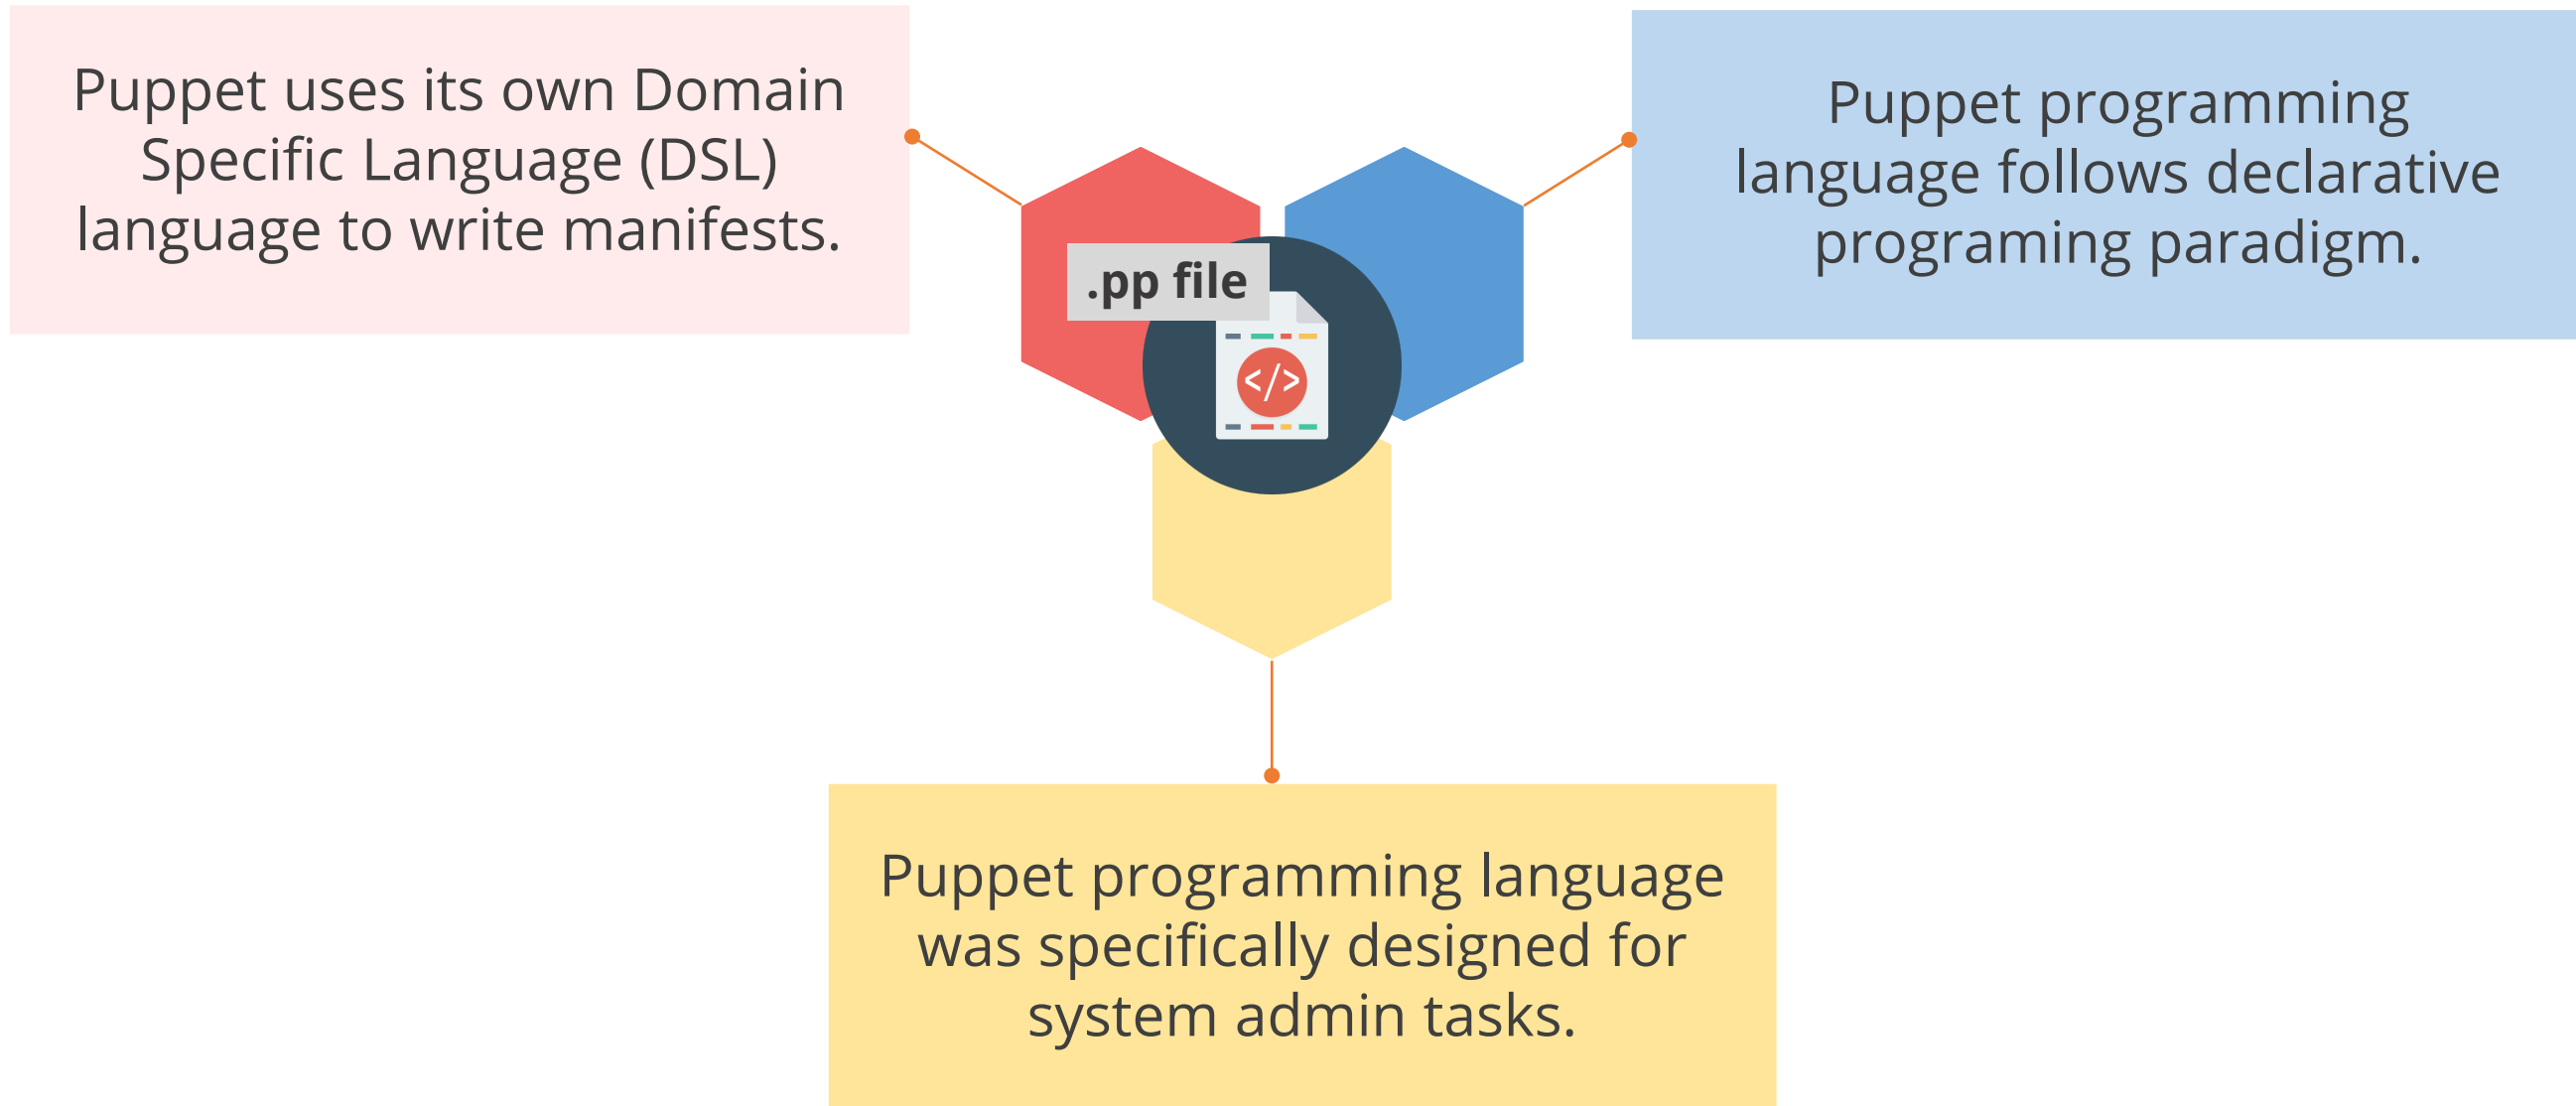 Puppet uses its own Domain
Specific Language (DSL)
language to write manifests.
Puppet programming
language follows declarative
programing paradigm.
.pp file
</>
Puppet programming language
was specifically designed for
system admin tasks.